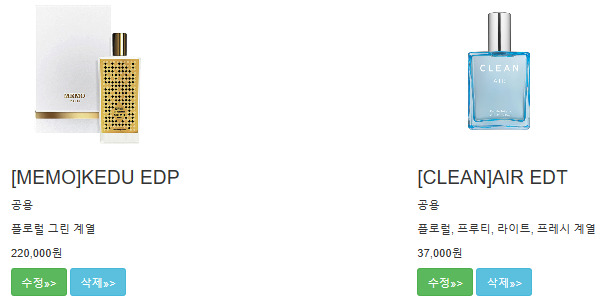 MEMO
CLEAN
AIR
[MEMO]KEDU EDP
공용
플로럴 그린 계열
220,000원
수정»>
삭제»>
[CLEAN]AIR EDT
공용
플로럴, 프루티, 라이트, 프레시 계열
37,000원
수정»>
삭제»>